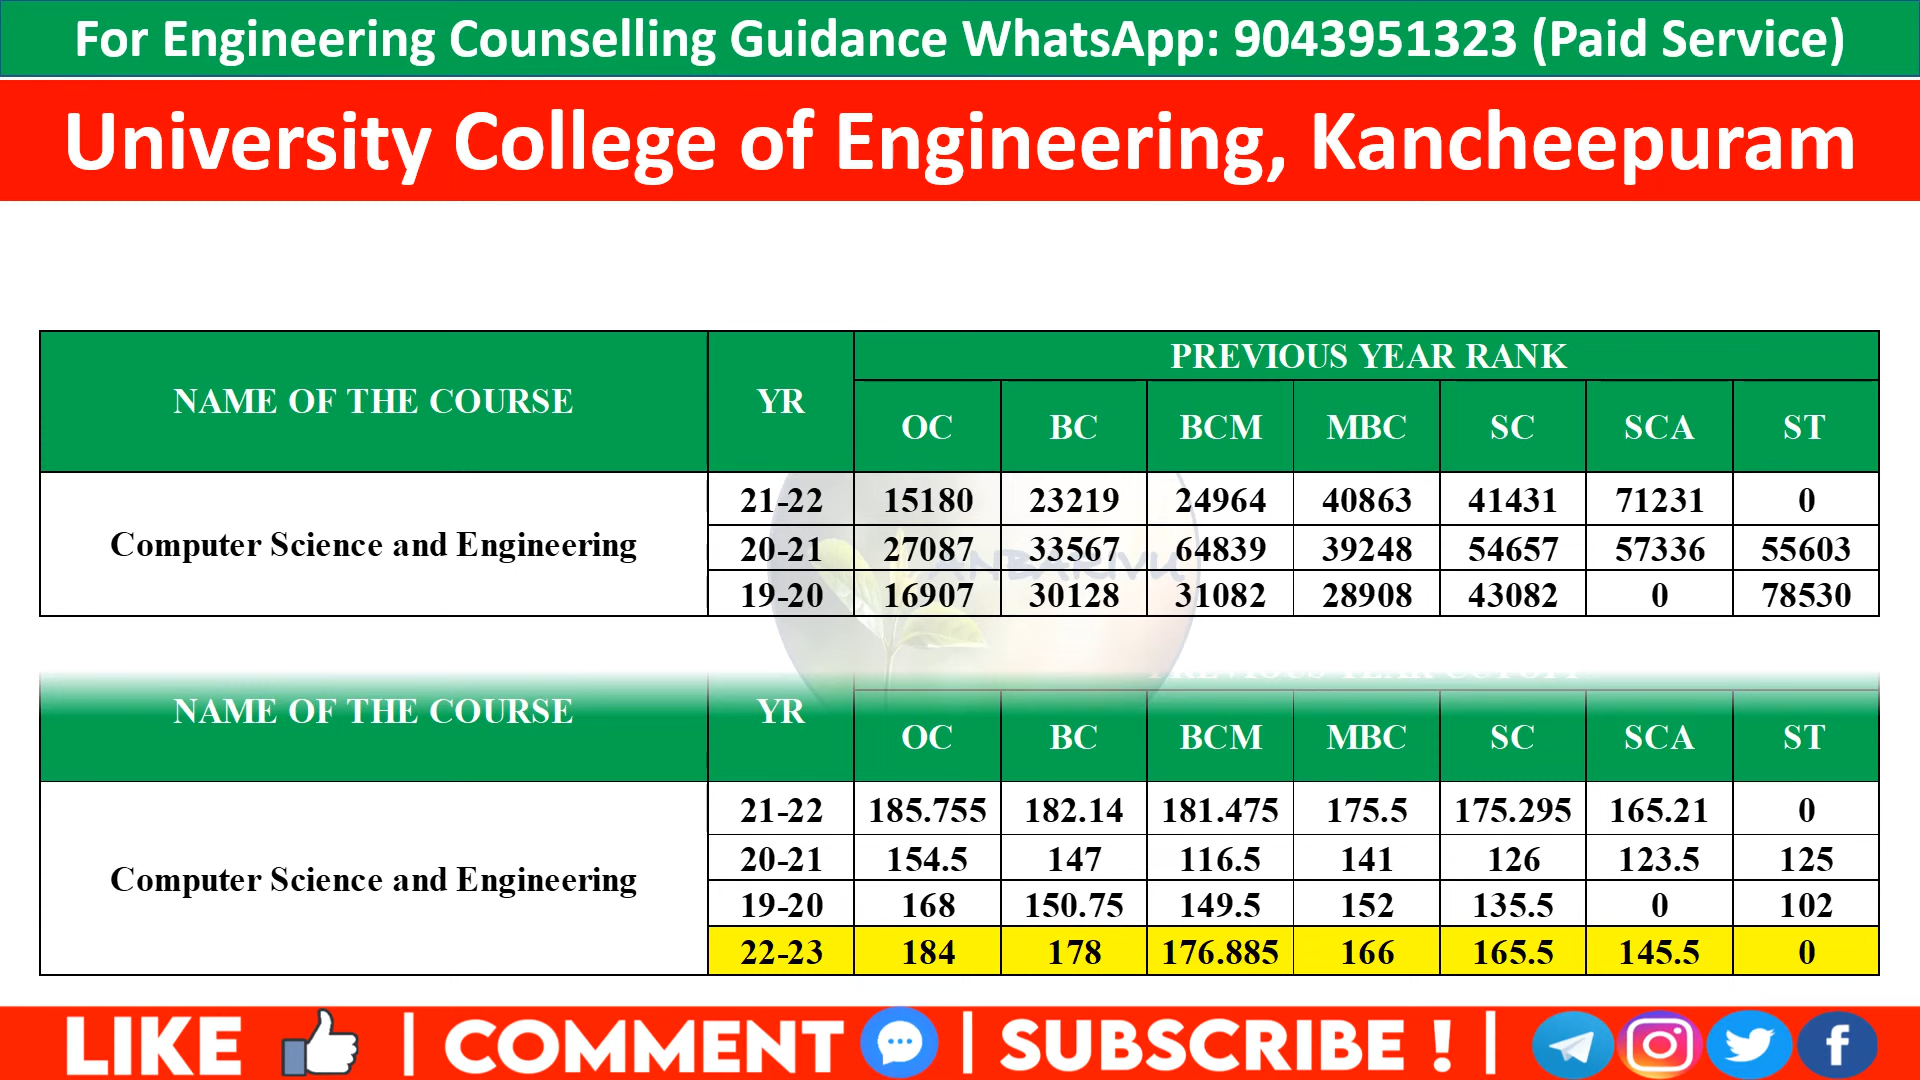 For Engineering Counselling Guidance WhatsApp: 9043951323 (Paid Service)
University College of Engineering, Kancheepuram
NAME OF THE COURSE YR PREVIOUS YEAR RANK
OC BC BCM MBC SC SCA ST
Computer Science and Engineering
21-22 15180 23219 24964 40863 41431 71231 0
20-21 27087 33567 64839 39248 54657 57336 55603
19-20 16907 30128 31082 28908 43082 0 78530
ANBARIVU
PREVIOUS YEAR CUTOFF
NAME OF THE COURSE YR
OC BC BCM MBC SC SCA ST
Computer Science and Engineering
21-22 185.755 182.14 181.475 175.5 175.295 165.21 0
20-21 154.5 147 116.5 141 126 123.5 125
19-20 168 150.75 149.5 152 135.5 0 102
22-23 184 178 176.885 166 165.5 145.5 0
LIKE | COMMENT | SUBSCRIBE ! |